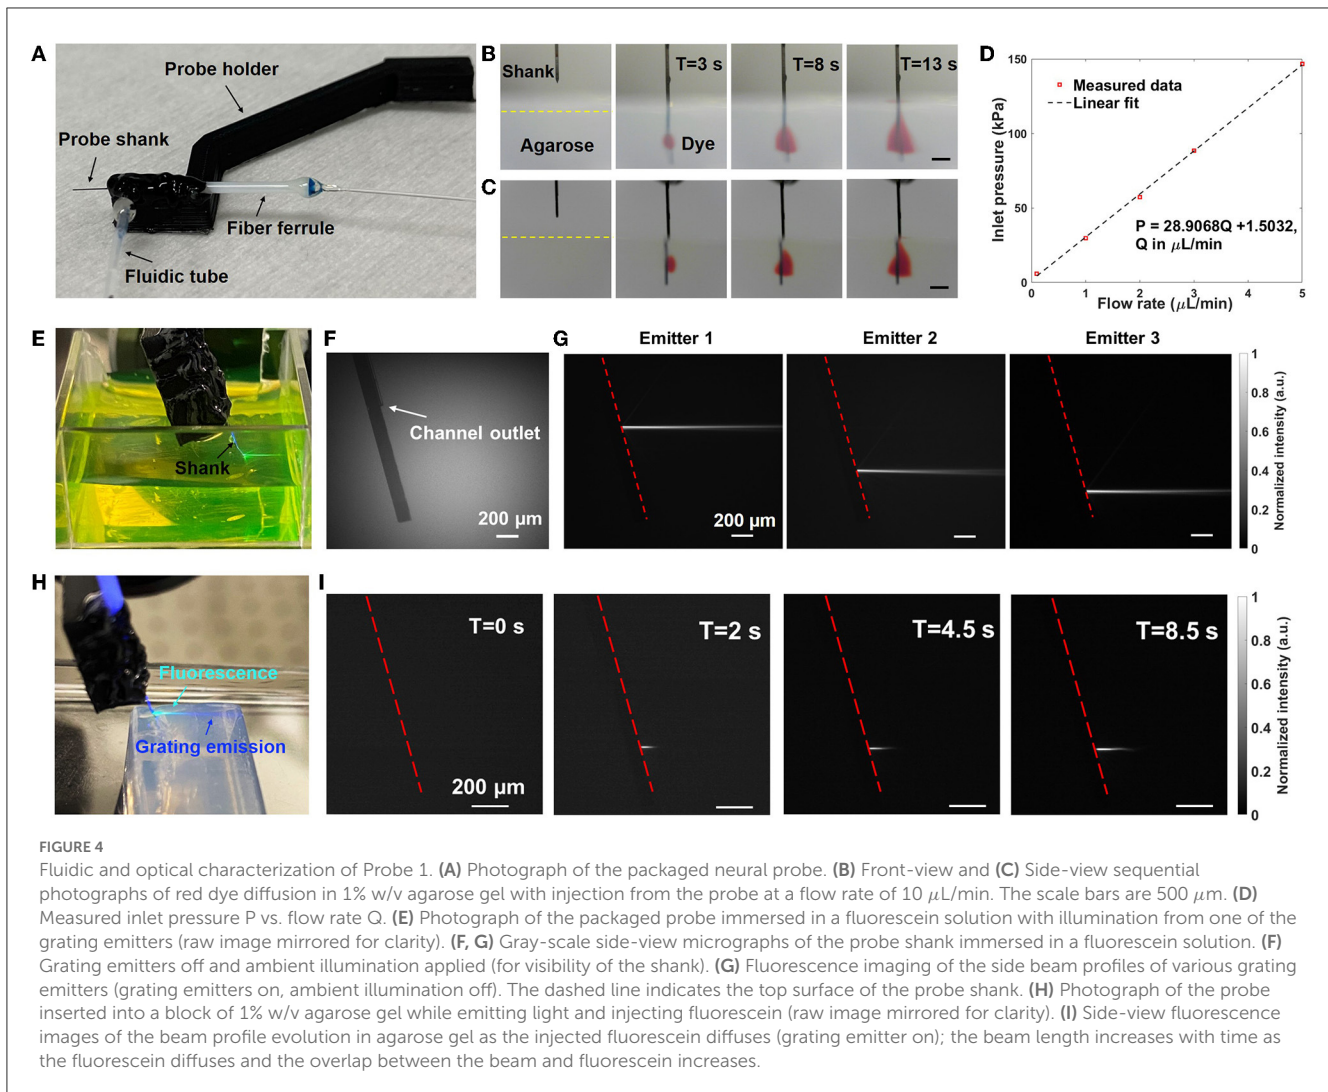 A
Probe holder
Probe shank
Fiber ferrule
Fluidic tube
B
Shank
T=3 s
T=8 s
T=13 s
Agarose
Dye
C
D
Measured data
Linear fit
P = 28.9068Q +1.5032,
Q in μL/min
Inlet pressure (kPa)
150
100
50
0
0 1 2 3 4 5
Flow rate (μL/min)
E
Shank
F
Channel outlet
200 μm
G
Emitter 1
Emitter 2
Emitter 3
200 μm
1
0.8
0.6
0.4
0.2
0
Normalized intensity (a.u.)
H
Fluorescence
Grating emission
I
T=0 s
T=2 s
T=4.5 s
T=8.5 s
200 μm
1
0.8
0.6
0.4
0.2
0
Normalized intensity (a.u.)
FIGURE 4
Fluidic and optical characterization of Probe 1. (A) Photograph of the packaged neural probe. (B) Front-view and (C) Side-view sequential
photographs of red dye diffusion in 1% w/v agarose gel with injection from the probe at a flow rate of 10 μL/min. The scale bars are 500 μm. (D)
Measured inlet pressure P vs. flow rate Q. (E) Photograph of the packaged probe immersed in a fluorescein solution with illumination from one of the
grating emitters (raw image mirrored for clarity). (F, G) Gray-scale side-view micrographs of the probe shank immersed in a fluorescein solution. (F)
Grating emitters off and ambient illumination applied (for visibility of the shank). (G) Fluorescence imaging of the side beam profiles of various grating
emitters (grating emitters on, ambient illumination off). The dashed line indicates the top surface of the probe shank. (H) Photograph of the probe
inserted into a block of 1% w/v agarose gel while emitting light and injecting fluorescein (raw image mirrored for clarity). (I) Side-view fluorescence
images of the beam profile evolution in agarose gel as the injected fluorescein diffuses (grating emitter on); the beam length increases with time as
the fluorescein diffuses and the overlap between the beam and fluorescein increases.